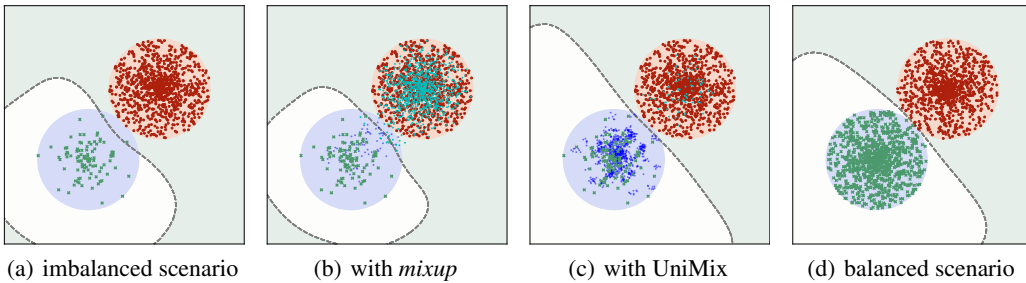 (a) imbalanced scenario
(b) with mixup
(c) with UniMix
(d) balanced scenario